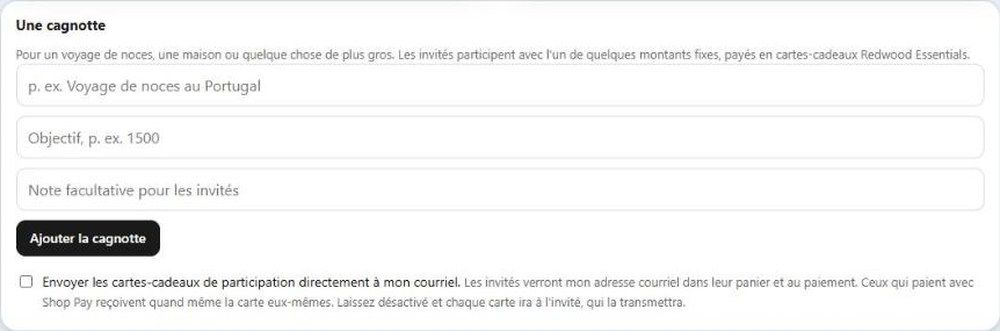 Une cagnotte
Pour un voyage de noces, une maison ou quelque chose de plus gros. Les invités participent avec l'un de quelques montants fixes, payés en cartes-cadeaux Redwood Essentials.
p. ex. Voyage de noces au Portugal
Objectif, p. ex. 1500
Note facultative pour les invités
Ajouter la cagnotte
Envoyer les cartes-cadeaux de participation directement à mon courriel. Les invités verront mon adresse courriel dans leur panier et au paiement. Ceux qui paient avec
Shop Pay reçoivent quand même la carte eux-mêmes. Laissez désactivé et chaque carte ira à l'invité, qui la transmettra.